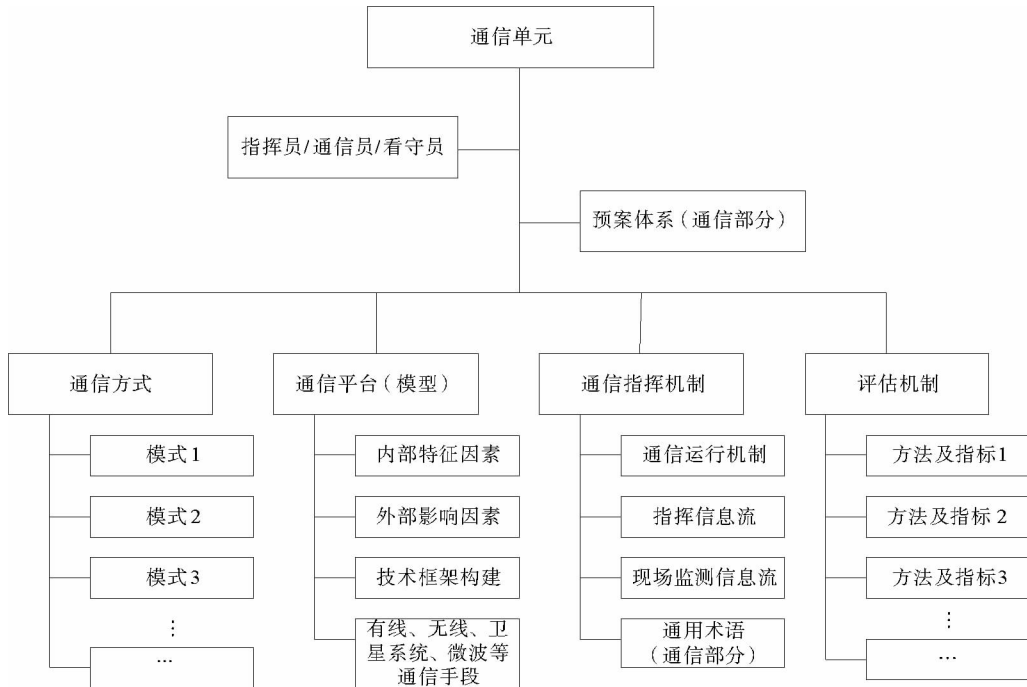 通信单元
指挥员/通信员/看守员
预案体系（通信部分）
通信方式
通信平台（模型）
通信指挥机制
评估机制
模式1
内部特征因素
通信运行机制
方法及指标1
模式2
外部影响因素
指挥信息流
方法及指标2
模式3
技术框架构建
现场监测信息流
方法及指标3
⋮
⋮
...
有线、无线、卫
星系统、微波等
通信手段
通用术语
（通信部分）
...